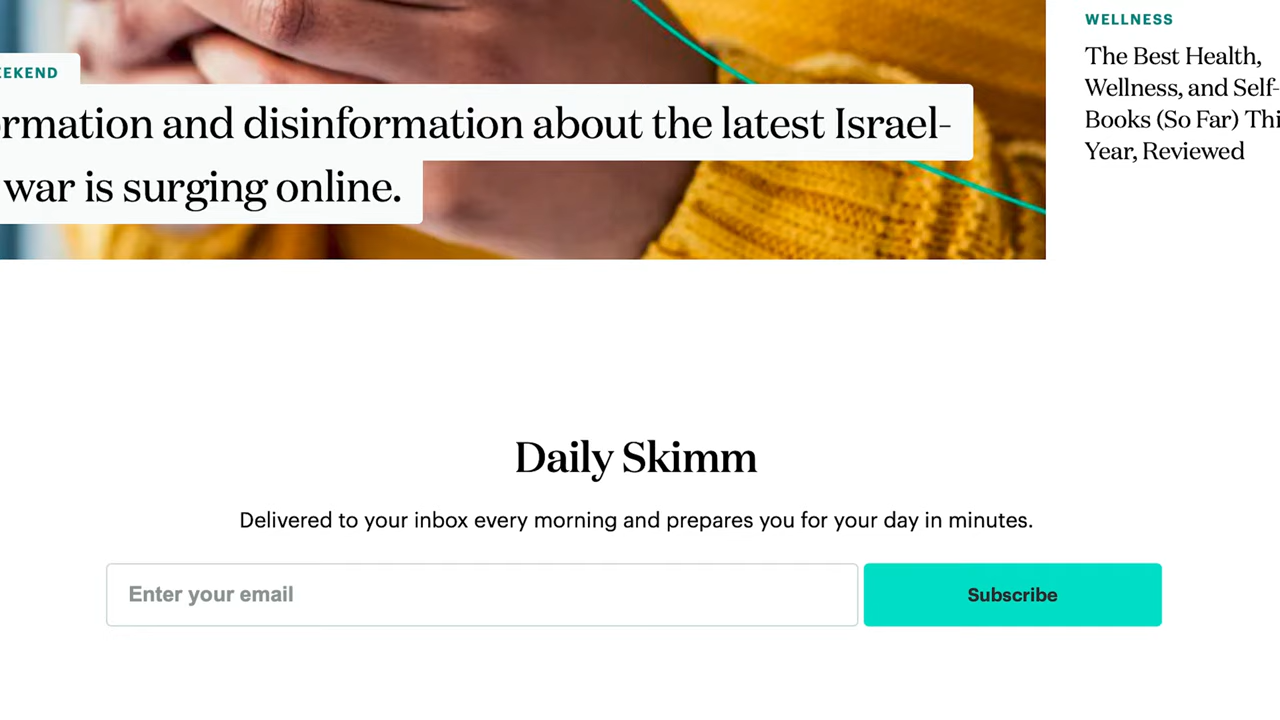 EEKEND
ormation and disinformation about the latest Israel-
war is surging online.
WELLNESS
The Best Health,
Wellness, and Self-
Books (So Far) Thi
Year, Reviewed
Daily Skimm
Delivered to your inbox every morning and prepares you for your day in minutes.
Enter your email
Subscribe